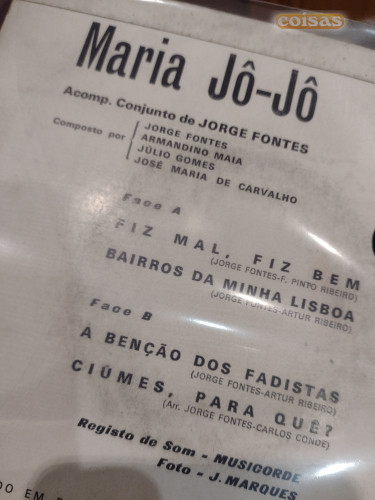 coisas
Maria Jô-Jô
Acomp. Conjunto de JORGE FONTES
Composto por
JORGE FONTES
ARMANDINO MAIA
JÚLIO GOMES
JOSÉ MARIA DE CARVALHO
Face A
FIZ MAL, FIZ BEM
(JORGE FONTES-F. PINTO RIBEIRO)
BAIRROS DA MINHA LISBOA
(JORGE FONTES-ARTUR RIBEIRO)
Face B
A BENÇÃO DOS FADISTAS
(JORGE FONTES-ARTUR RIBEIRO)
CIÚMES, PARA QUÊ?
(Arr. JORGE FONTES-CARLOS CONDE)
Registo de Som - MUSICORDE
Foto - J. MARQUES
EM